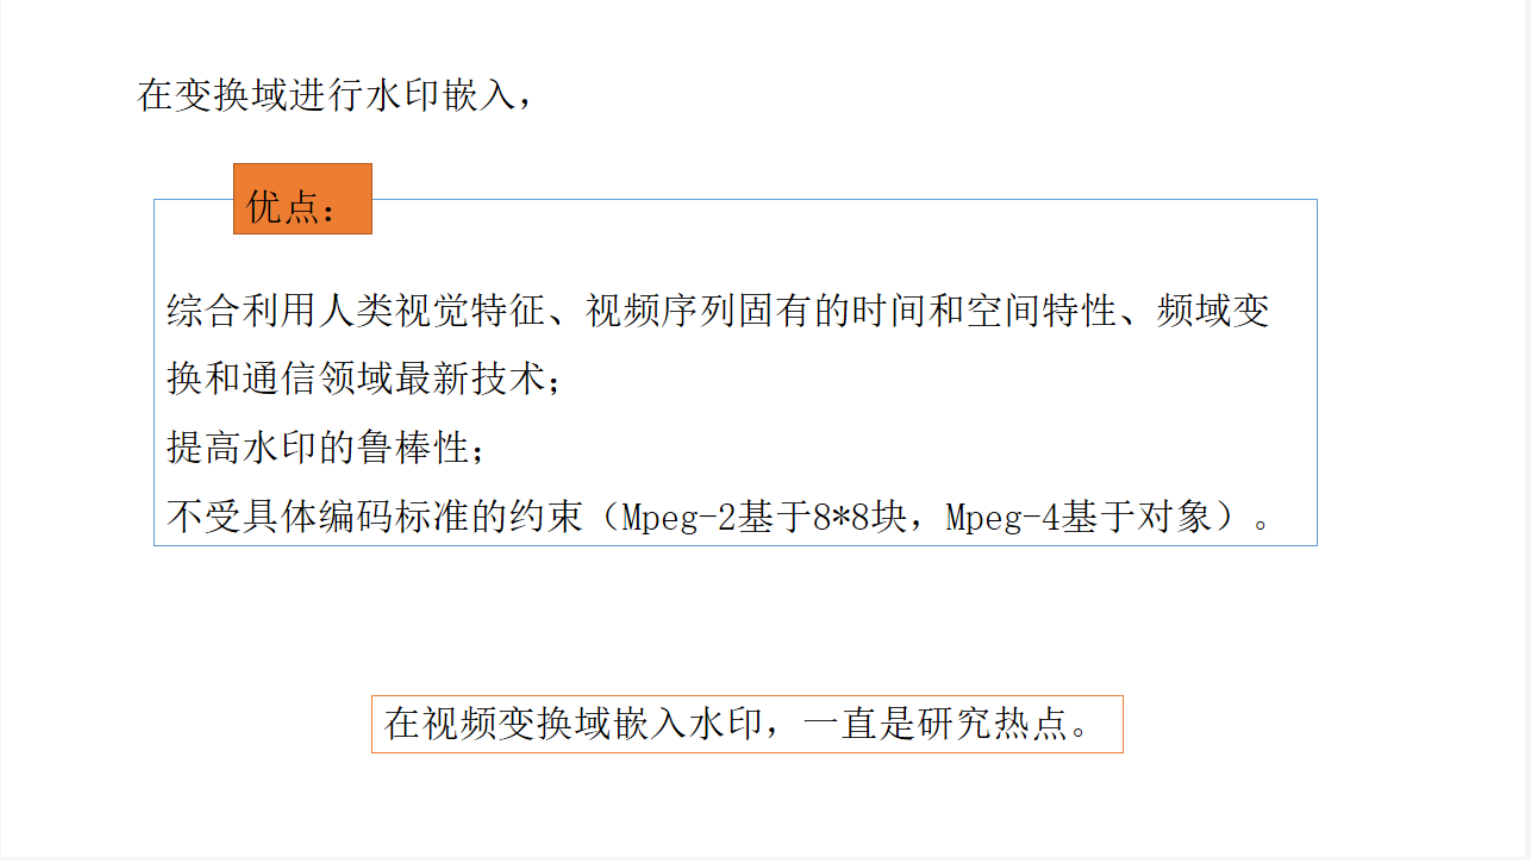 在变换域进行水印嵌入，
优点：
综合利用人类视觉特征、视频序列固有的时间和空间特性、频域变
换和通信领域最新技术；
提高水印的鲁棒性；
不受具体编码标准的约束（Mpeg-2基于8*8块，Mpeg-4基于对象）。
在视频变换域嵌入水印，一直是研究热点。